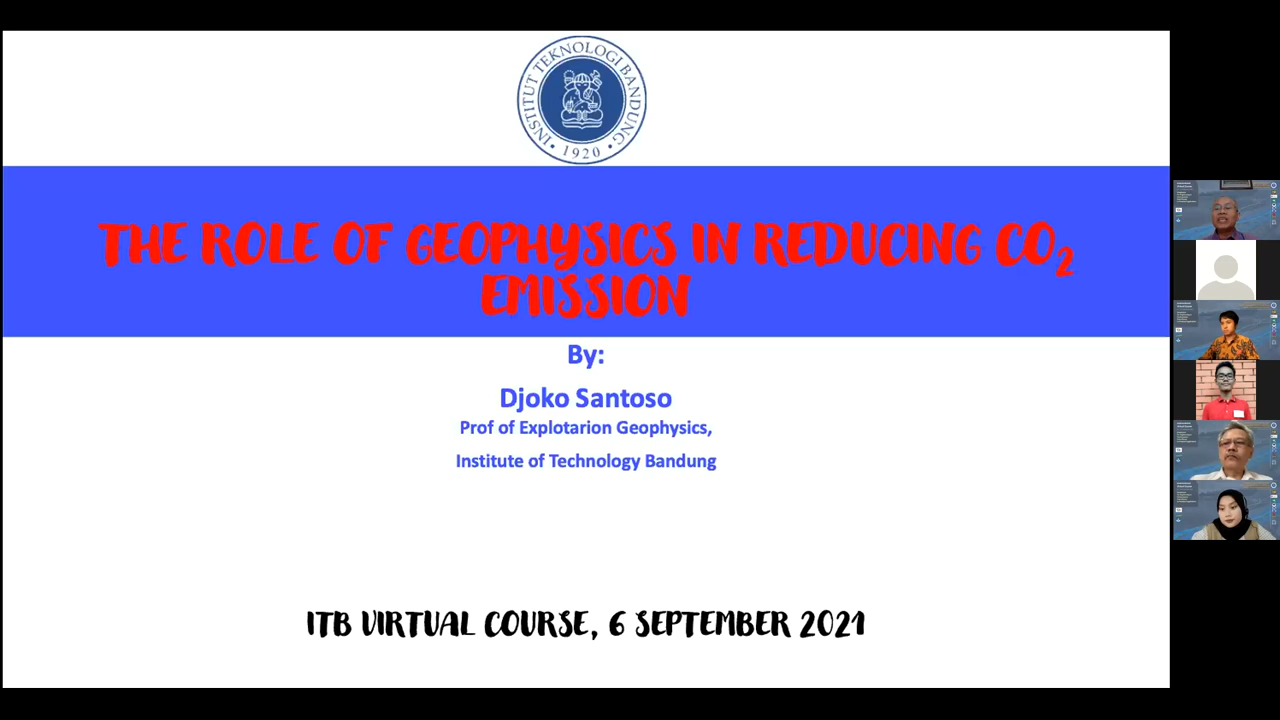 INSTITUT TEKNOLOGI BANDUNG
1920
THE ROLE OF GEOPHYSICS IN REDUCING CO2
EMISSION
By:
Djoko Santoso
Prof of Explotarion Geophysics,
Institute of Technology Bandung
ITB VIRTUAL COURSE, 6 SEPTEMBER 2021